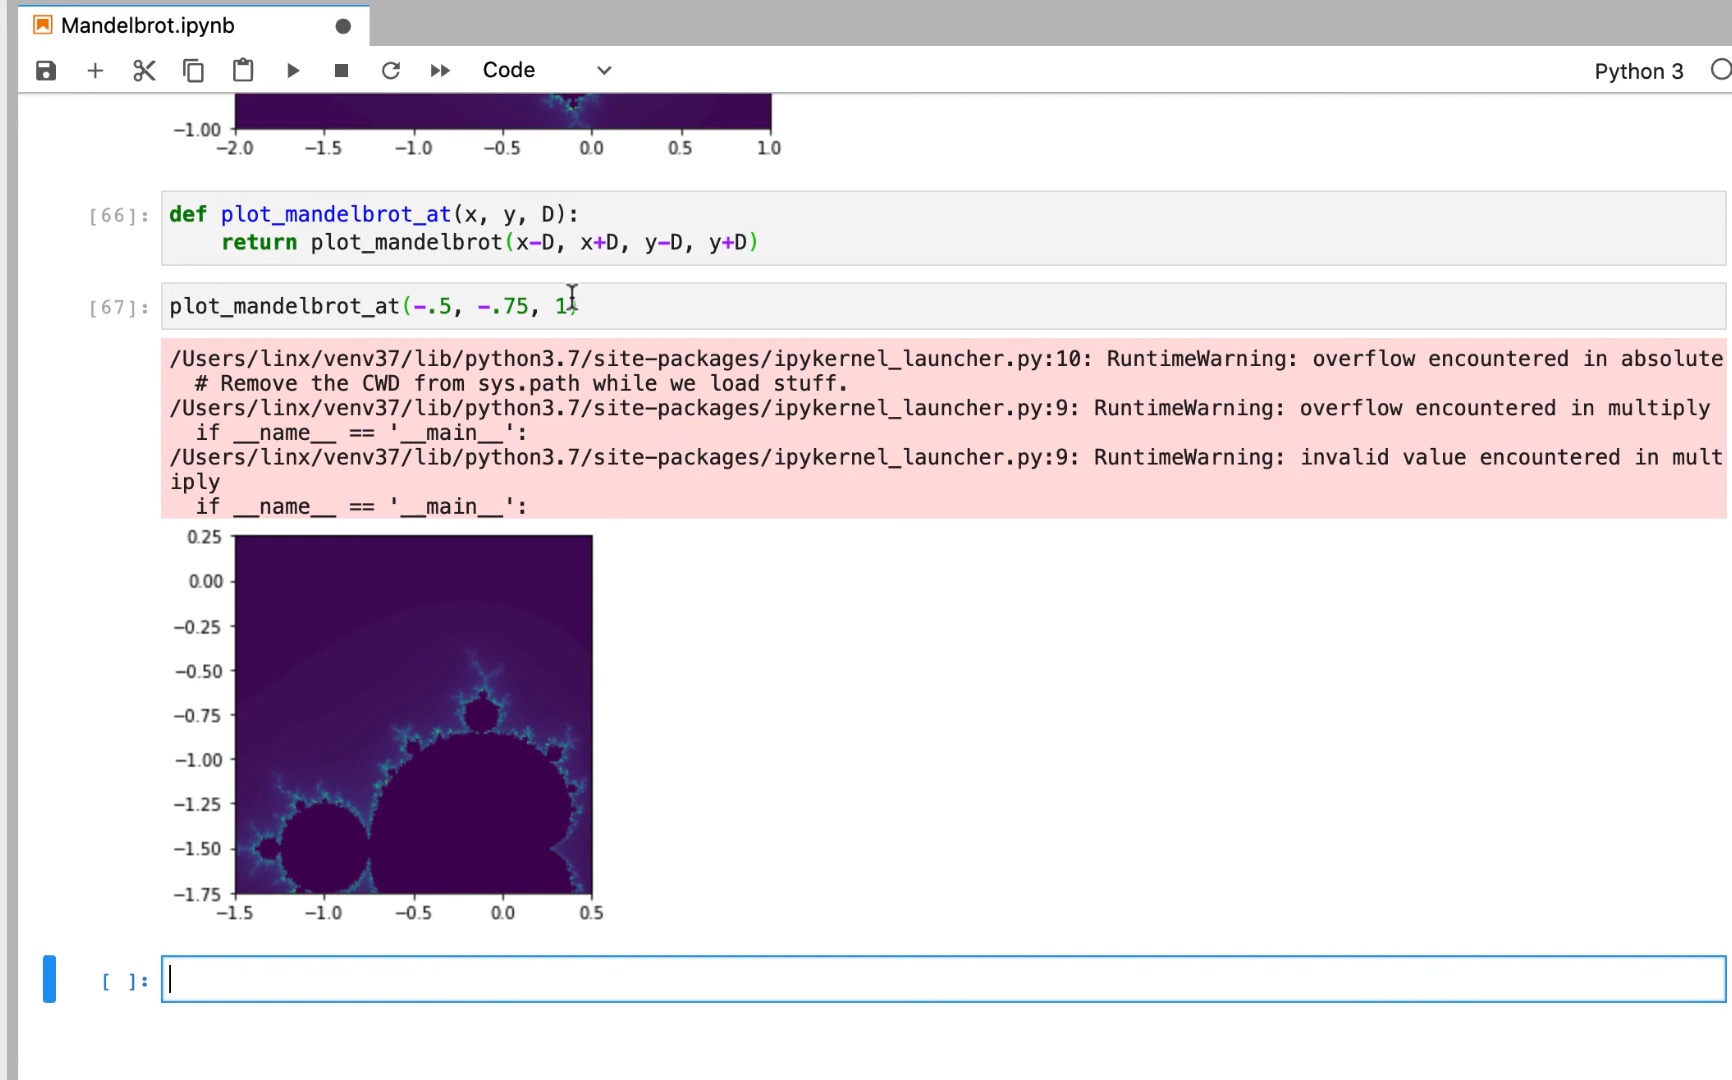 Mandelbrot.ipynb
Code
Python 3
−1.00
−2.0 −1.5 −1.0 −0.5 0.0 0.5 1.0
[66]: def plot_mandelbrot_at(x, y, D):
return plot_mandelbrot(x-D, x+D, y-D, y+D)
[67]: plot_mandelbrot_at(-.5, -.75, 1)
/Users/linx/venv37/lib/python3.7/site-packages/ipykernel_launcher.py:10: RuntimeWarning: overflow encountered in absolute
# Remove the CWD from sys.path while we load stuff.
/Users/linx/venv37/lib/python3.7/site-packages/ipykernel_launcher.py:9: RuntimeWarning: overflow encountered in multiply
if __name__ == '__main__':
/Users/linx/venv37/lib/python3.7/site-packages/ipykernel_launcher.py:9: RuntimeWarning: invalid value encountered in mult
iply
if __name__ == '__main__':
0.25
0.00
−0.25
−0.50
−0.75
−1.00
−1.25
−1.50
−1.75
−1.5 −1.0 −0.5 0.0 0.5
[ ]: